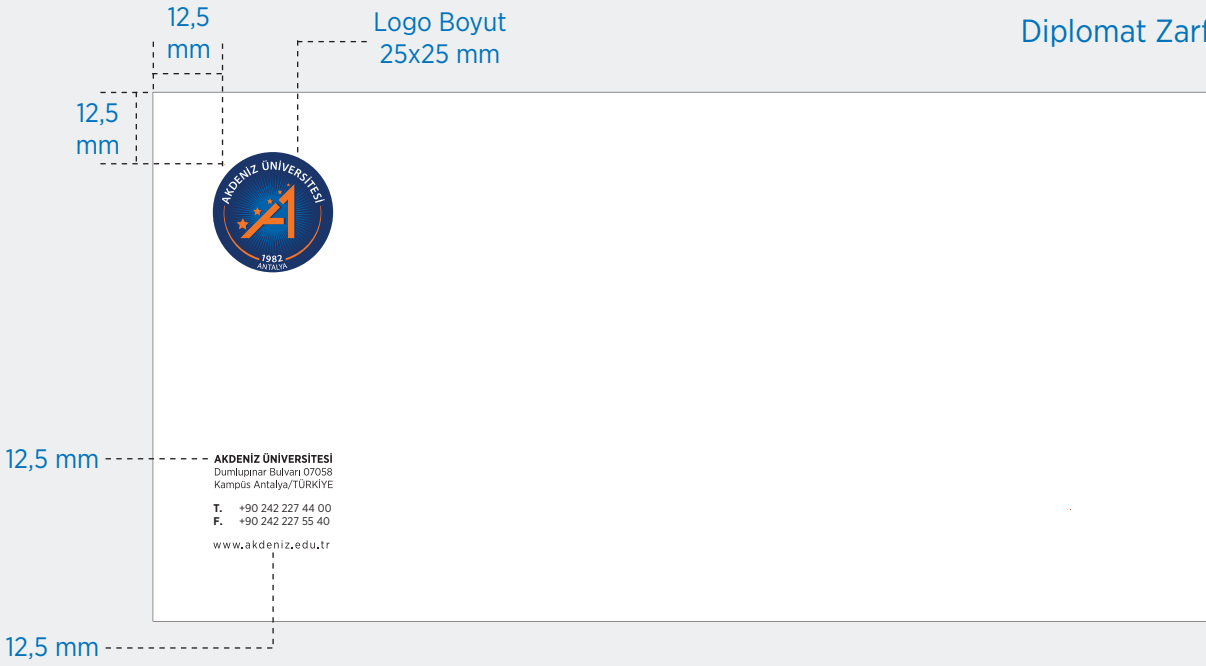 12,5
mm
Logo Boyut
25x25 mm
Diplomat Zarf
12,5
mm
AKDENİZ ÜNİVERSİTESİ
1982
ANTALYA
12,5 mm
AKDENİZ ÜNİVERSİTESİ
Dumlupınar Bulvarı 07058
Kampüs Antalya/TÜRKİYE
T. +90 242 227 44 00
F. +90 242 227 55 40
www.akdeniz.edu.tr
12,5 mm